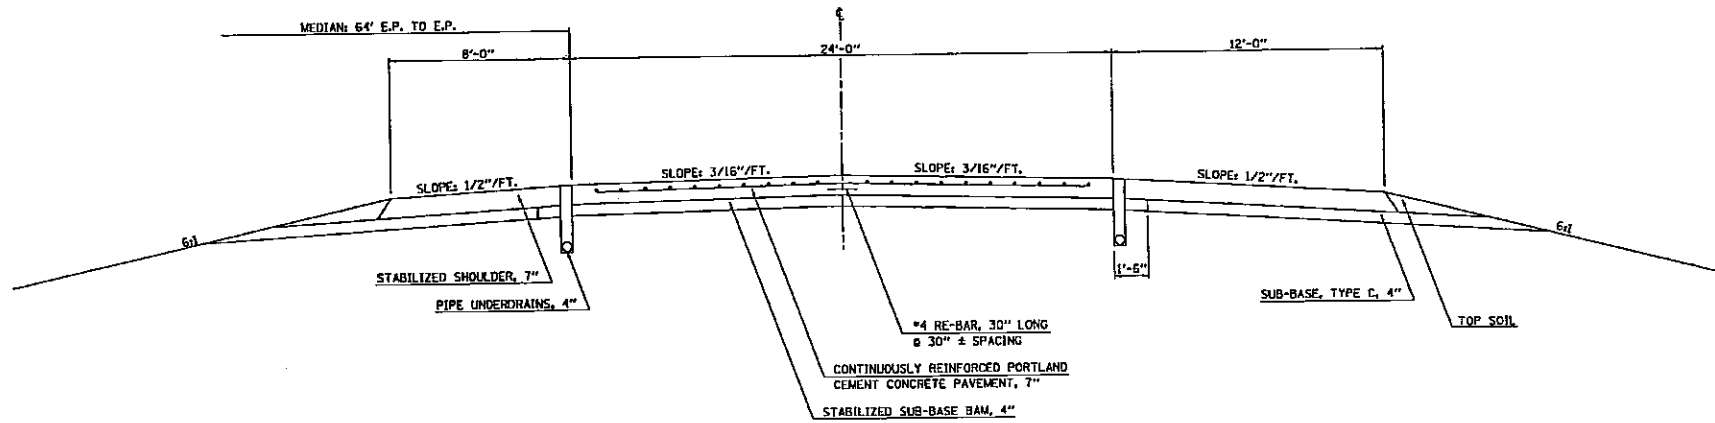 ℄
MEDIAN: 64' E.P. TO E.P.
8'-0"
24'-0"
12'-0"
SLOPE: 1/2"/FT.
SLOPE: 3/16"/FT.
SLOPE: 3/16"/FT.
SLOPE: 1/2"/FT.
6:1
6:1
STABILIZED SHOULDER, 7"
PIPE UNDERDRAINS, 4"
1'-6"
SUB-BASE, TYPE C, 4"
TOP SOIL
#4 RE-BAR, 30" LONG
@ 30" ± SPACING
CONTINUOUSLY REINFORCED PORTLAND
CEMENT CONCRETE PAVEMENT, 7"
STABILIZED SUB-BASE BAM, 4"